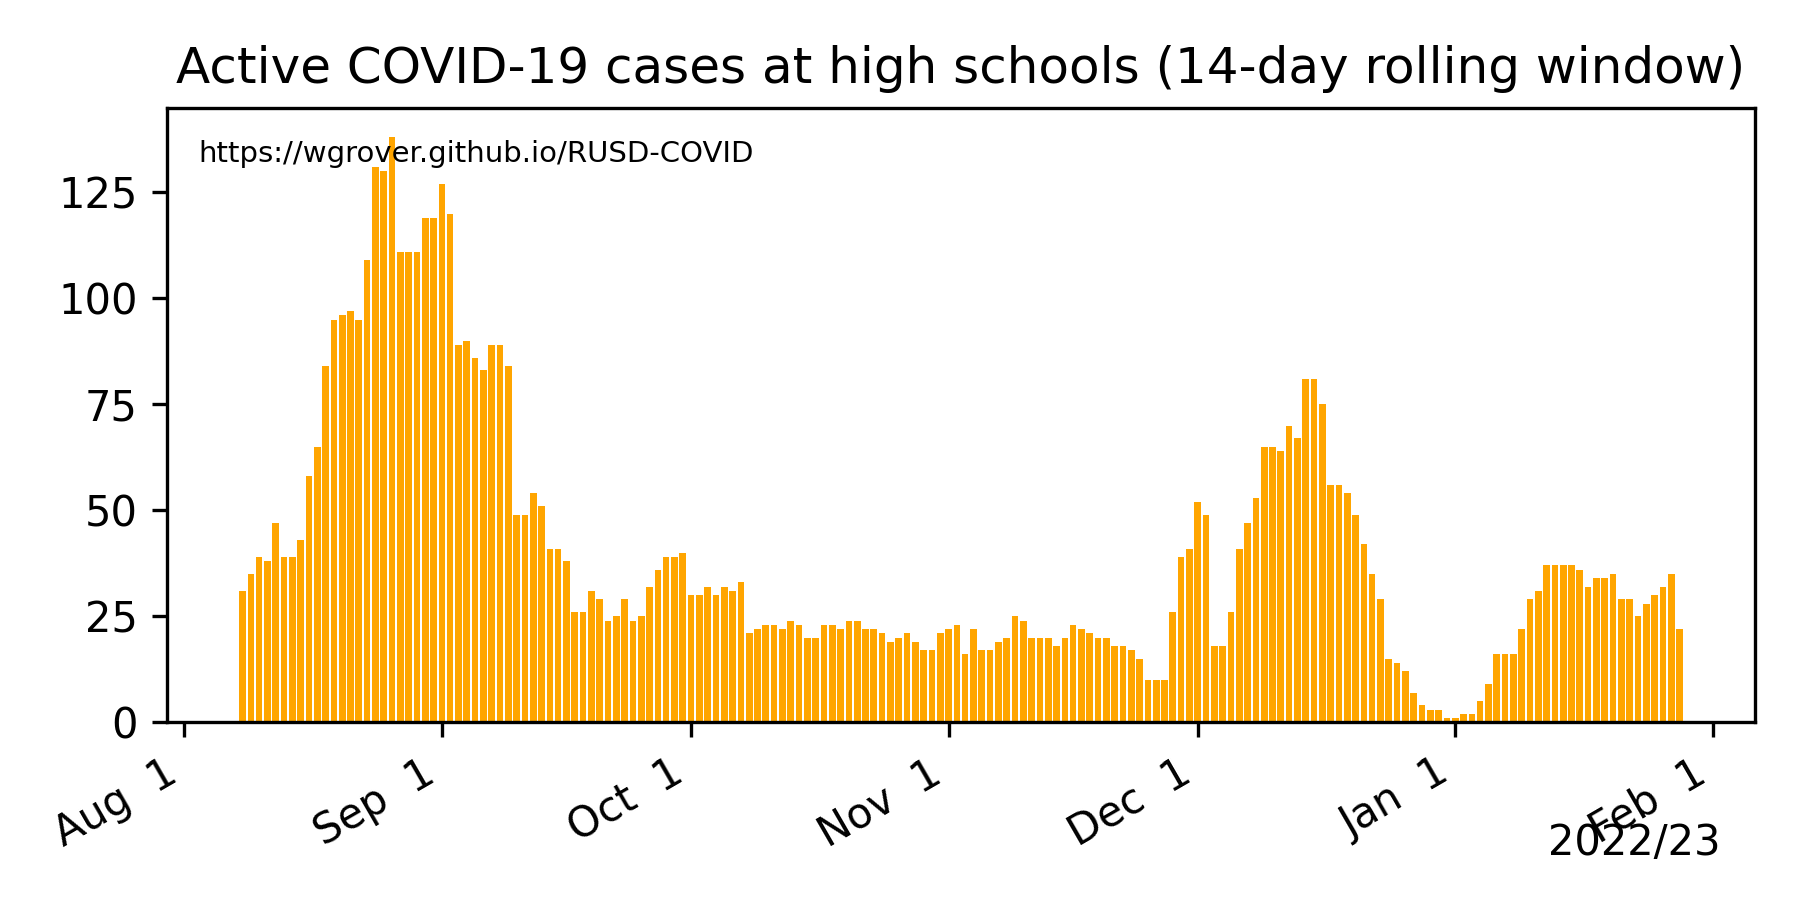 Active COVID-19 cases at high schools (14-day rolling window)
https://wgrover.github.io/RUSD-COVID
125
100
75
50
25
0
Aug 1
Sep 1
Oct 1
Nov 1
Dec 1
Jan 1
Feb 1
2022/23